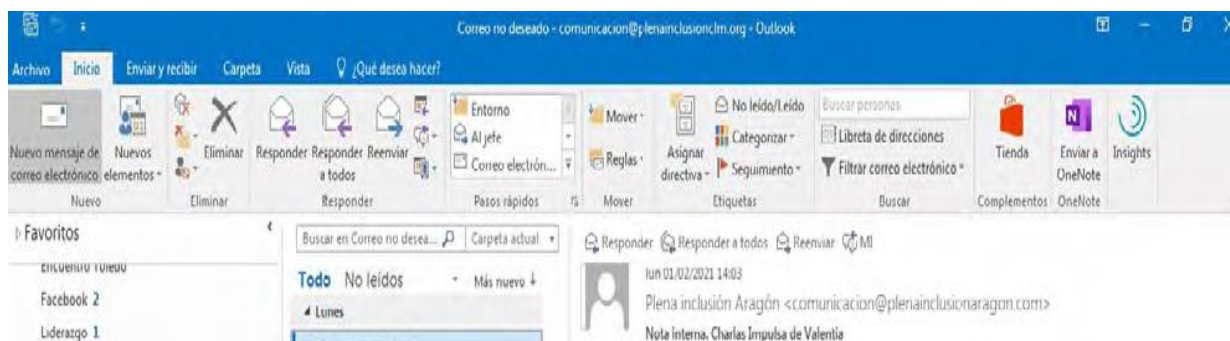 Correo no deseado - comunicacion@plenainclusionclm.org - Outlook
Archivo Inicio Enviar y recibir Carpeta Vista ¿Qué desea hacer?
Nuevo mensaje de correo electrónico
Nuevos elementos
Nuevo
Eliminar
Eliminar
Responder
Responder a todos
Reenviar
Responder
Entorno
Al jefe
Correo electrón...
Pasos rápidos
Mover
Reglas
Mover
Asignar directiva
No leído/Leído
Categorizar
Seguimiento
Etiquetas
Buscar personas
Libreta de direcciones
Filtrar correo electrónico
Buscar
Tienda
Complementos
Enviar a OneNote
OneNote
Insights
Favoritos
Encuentro Toledo
Facebook 2
Liderazgo 1
Buscar en Correo no desea... Carpeta actual
Todo No leídos Más nuevo ↓
Lunes
Responder Responder a todos Reenviar MI
lun 01/02/2021 14:03
Plena inclusión Aragón <comunicacion@plenainclusionaragon.com>
Nota interna. Charlas Impulsa de Valentia